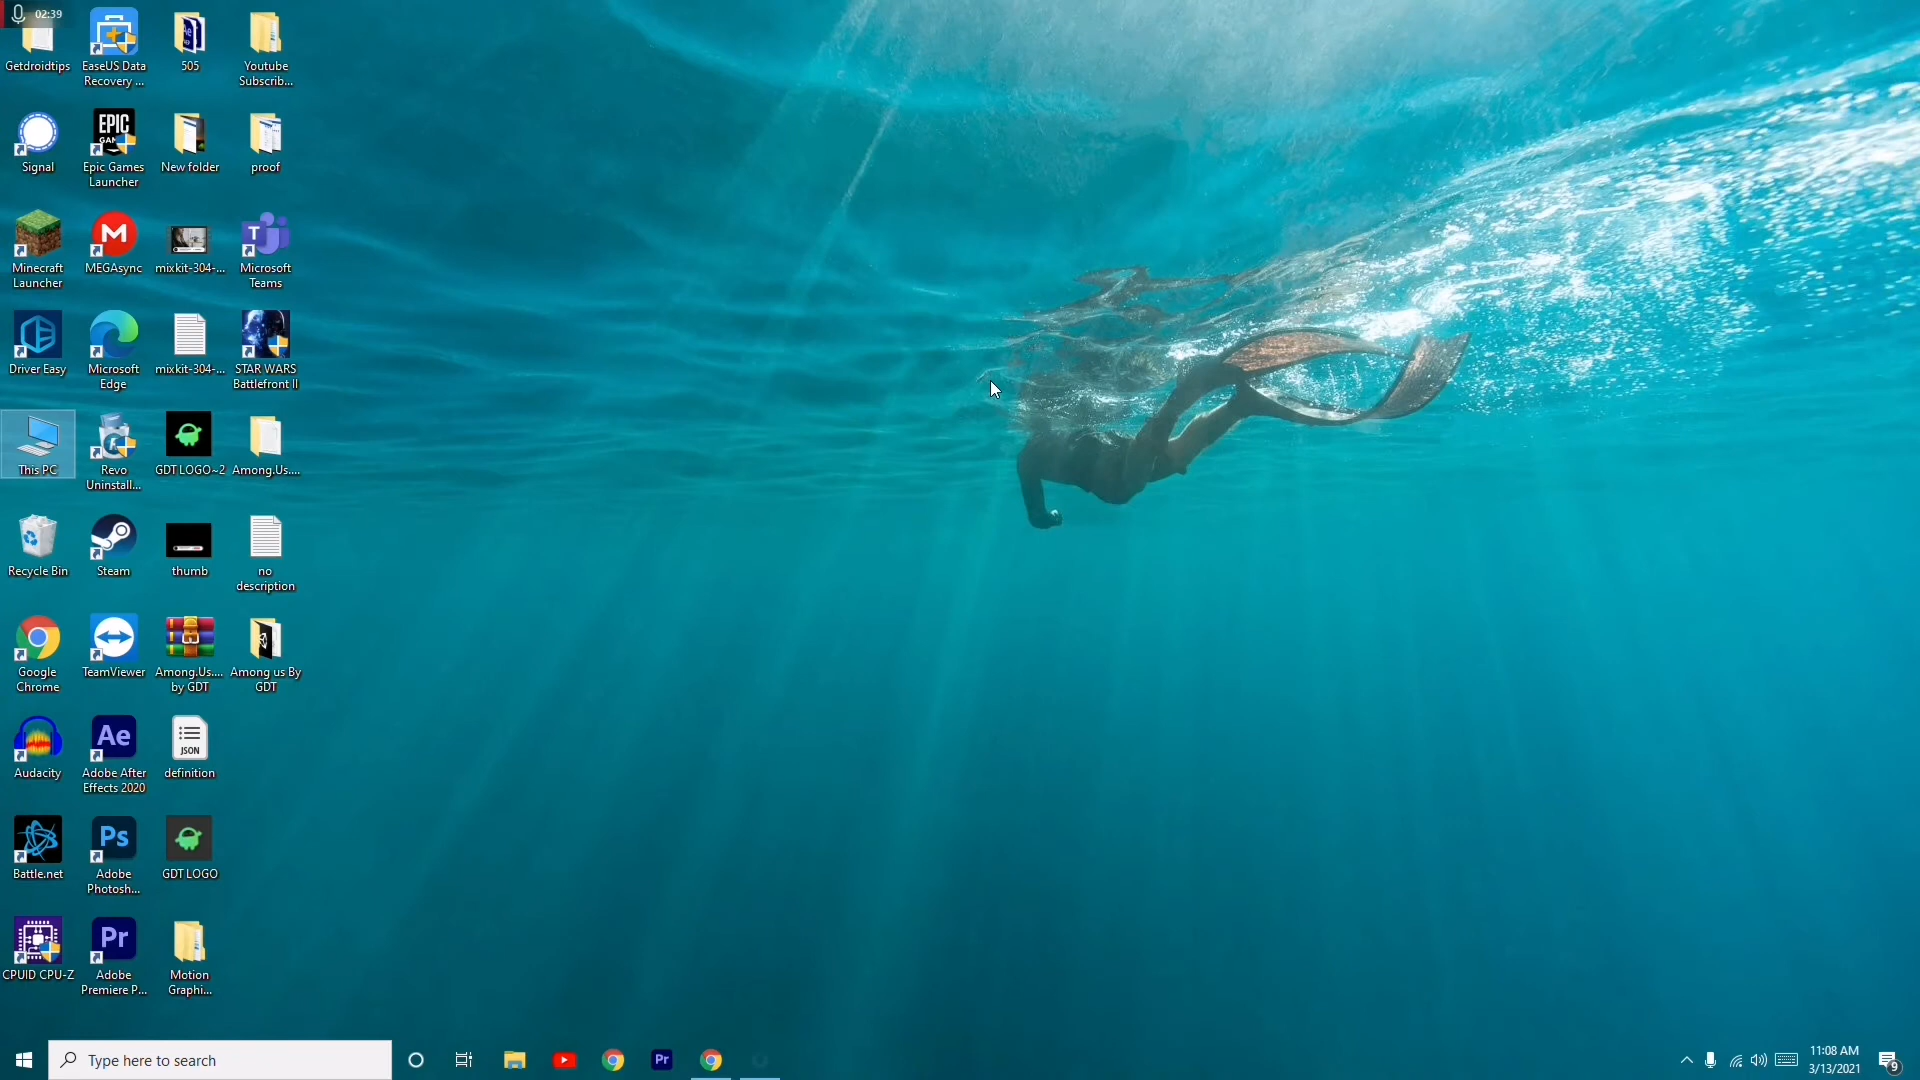 02:39
Getdroidtips
EaseUS Data
Recovery ...
505
Youtube
Subscrib...
Signal
EPIC
Epic Games
Launcher
New folder
proof
Minecraft
Launcher
M
MEGAsync
mixkit-304-...
T
Microsoft
Teams
Driver Easy
Microsoft
Edge
mixkit-304-...
STAR WARS
Battlefront II
This PC
Revo
Uninstall...
GDT LOGO~2
Among.Us....
Recycle Bin
Steam
thumb
no
description
Google
Chrome
TeamViewer
Among.Us....
by GDT
Among us By
GDT
Audacity
Ae
Adobe After
Effects 2020
JSON
definition
Battle.net
Ps
Adobe
Photosh...
GDT LOGO
CPUID CPU-Z
Pr
Adobe
Premiere P...
Motion
Graphi...
Type here to search
Pr
11:08 AM
3/13/2021
9